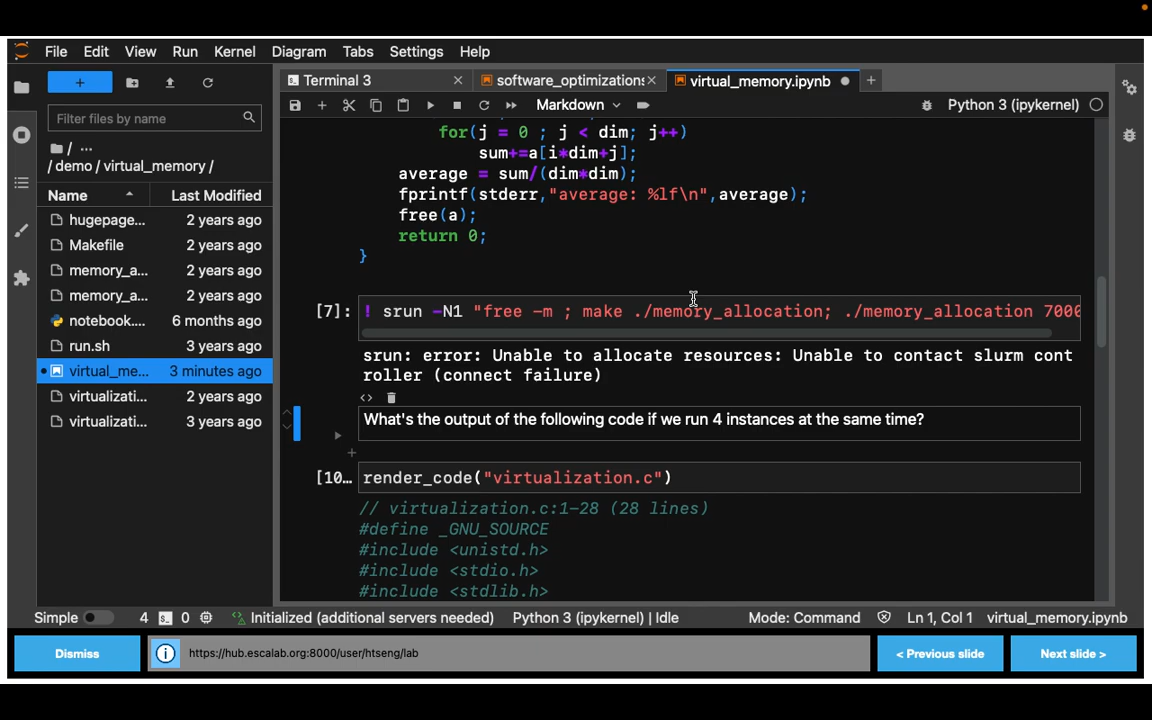 File Edit View Run Kernel Diagram Tabs Settings Help
+
Filter files by name
/ ...
/ demo / virtual_memory /
Name Last Modified
hugepage... 2 years ago
Makefile 2 years ago
memory_a... 2 years ago
memory_a... 2 years ago
notebook.... 6 months ago
run.sh 3 years ago
virtual_me... 3 minutes ago
virtualizati... 2 years ago
virtualizati... 3 years ago
Terminal 3 software_optimizations virtual_memory.ipynb
Markdown Python 3 (ipykernel)
for(j = 0 ; j < dim; j++)
sum+=a[i*dim+j];
average = sum/(dim*dim);
fprintf(stderr,"average: %lf\n",average);
free(a);
return 0;
}
[7]: ! srun -N1 "free -m ; make ./memory_allocation; ./memory_allocation 7000
srun: error: Unable to allocate resources: Unable to contact slurm cont
roller (connect failure)
What's the output of the following code if we run 4 instances at the same time?
[10… render_code("virtualization.c")
// virtualization.c:1-28 (28 lines)
#define _GNU_SOURCE
#include <unistd.h>
#include <stdio.h>
#include <stdlib.h>
Simple 4 0 Initialized (additional servers needed) Python 3 (ipykernel) | Idle Mode: Command Ln 1, Col 1 virtual_memory.ipynb
Dismiss https://hub.escalab.org:8000/user/htseng/lab < Previous slide Next slide >